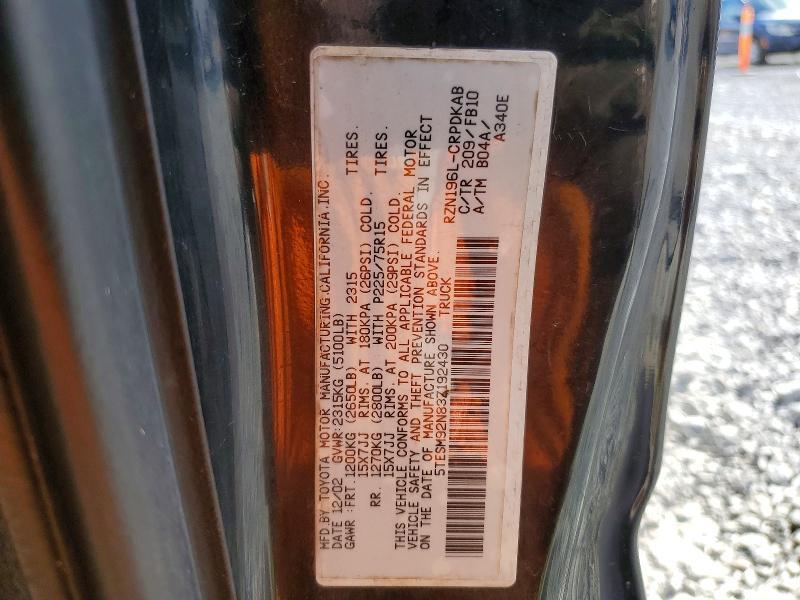 MFD.BY TOYOTA MOTOR MANUFACTURING.CALIFORNIA.INC.
DATE 12/02 GVWR:2315KG (5100LB)
GAWR :FRT.1200KG (2650LB) WITH 2315 TIRES.
15X7JJ RIMS. AT 180KPA (26PSI) COLD.
RR. 1270KG (2800LB) WITH P225/75R15 TIRES.
15X7JJ RIMS. AT 200KPA (29PSI) COLD.
THIS VEHICLE CONFORMS TO ALL APPLICABLE FEDERAL MOTOR
VEHICLE SAFETY AND THEFT PREVENTION STANDARDS IN EFFECT
ON THE DATE OF MANUFACTURE SHOWN ABOVE.
5TESM92N83Z192430 TRUCK
RZN196L-CRPDKAB
C/TR 209/FB10
A/TM B04A/
A340E